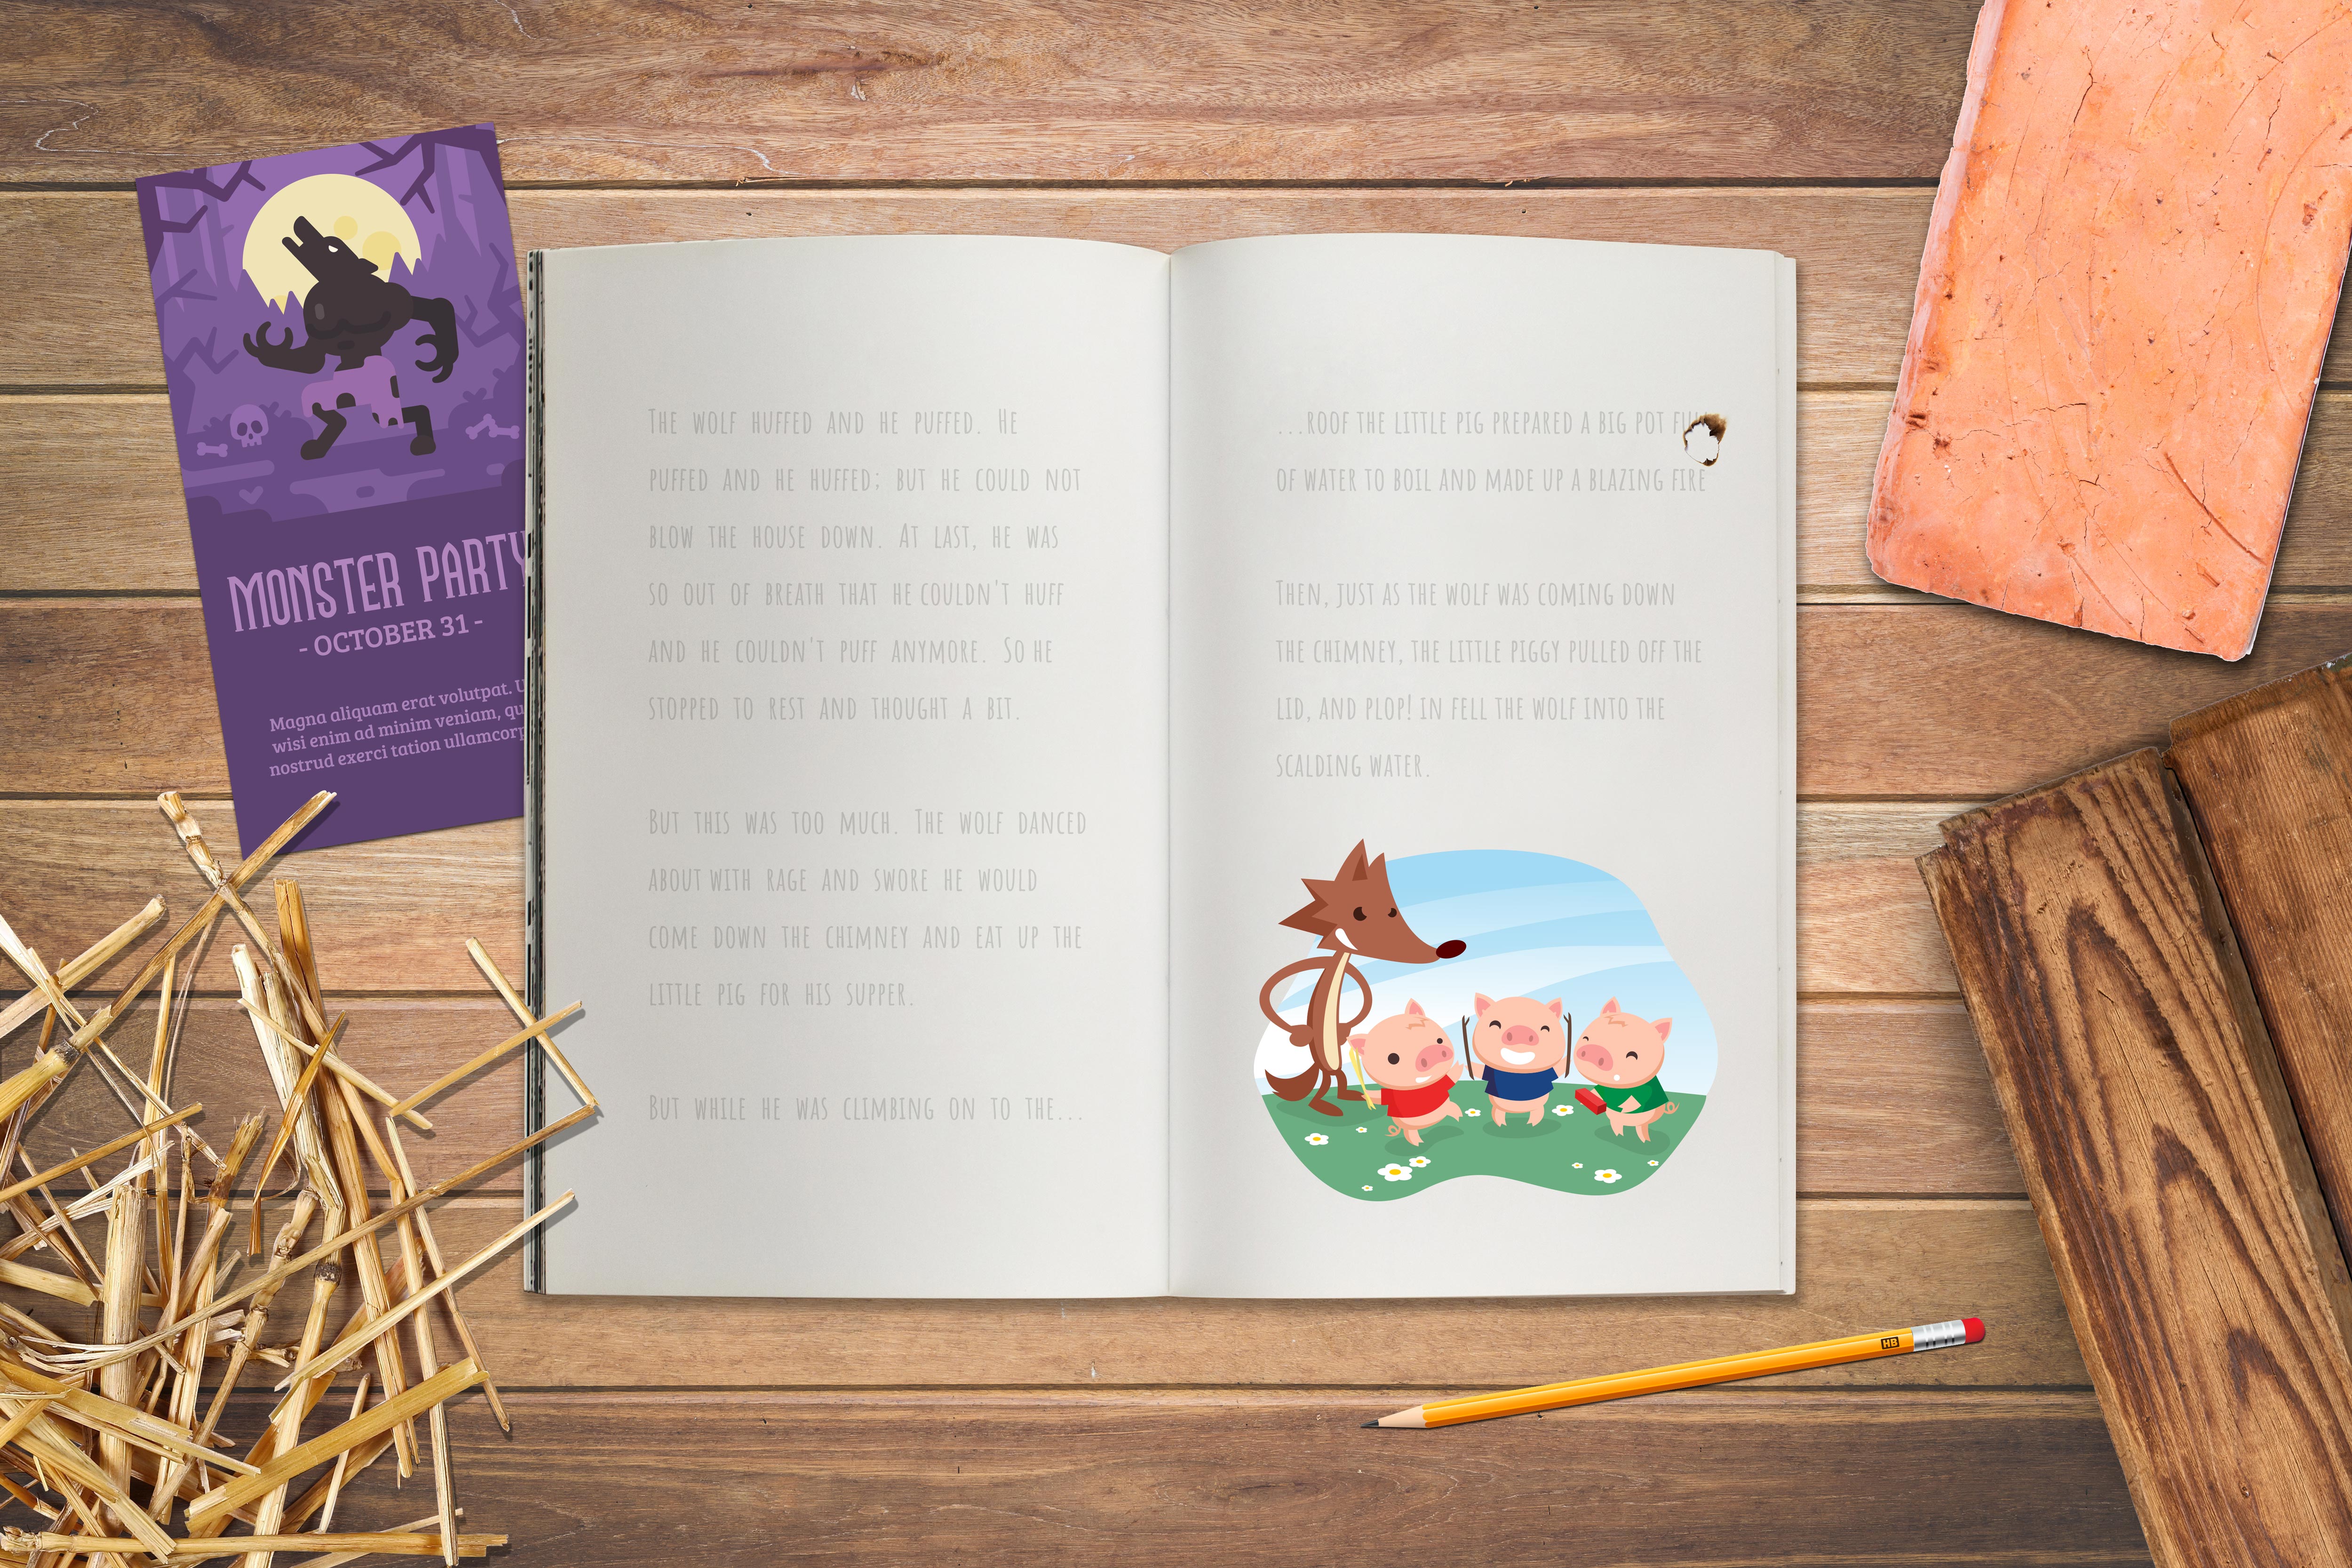 MONSTER PARTY
- OCTOBER 31 -
Magna aliquam erat volutpat.
wisi enim ad minim veniam,
nostrud exerci tation
The wolf huffed and he puffed. He
puffed and he huffed; but he could not
blow the house down. At last, he was
so out of breath that he couldn't huff
and he couldn't puff anymore. So he
stopped to rest and thought a bit.
But this was too much. The wolf danced
about with rage and swore he would
come down the chimney and eat up the
little pig for his supper.
But while he was climbing on to the...
...roof the little pig prepared a big pot
of water to boil and made up a blazing fire
Then, just as the wolf was coming down
the chimney, the little piggy pulled off the
lid, and plop! in fell the wolf into the
scalding water.
HB